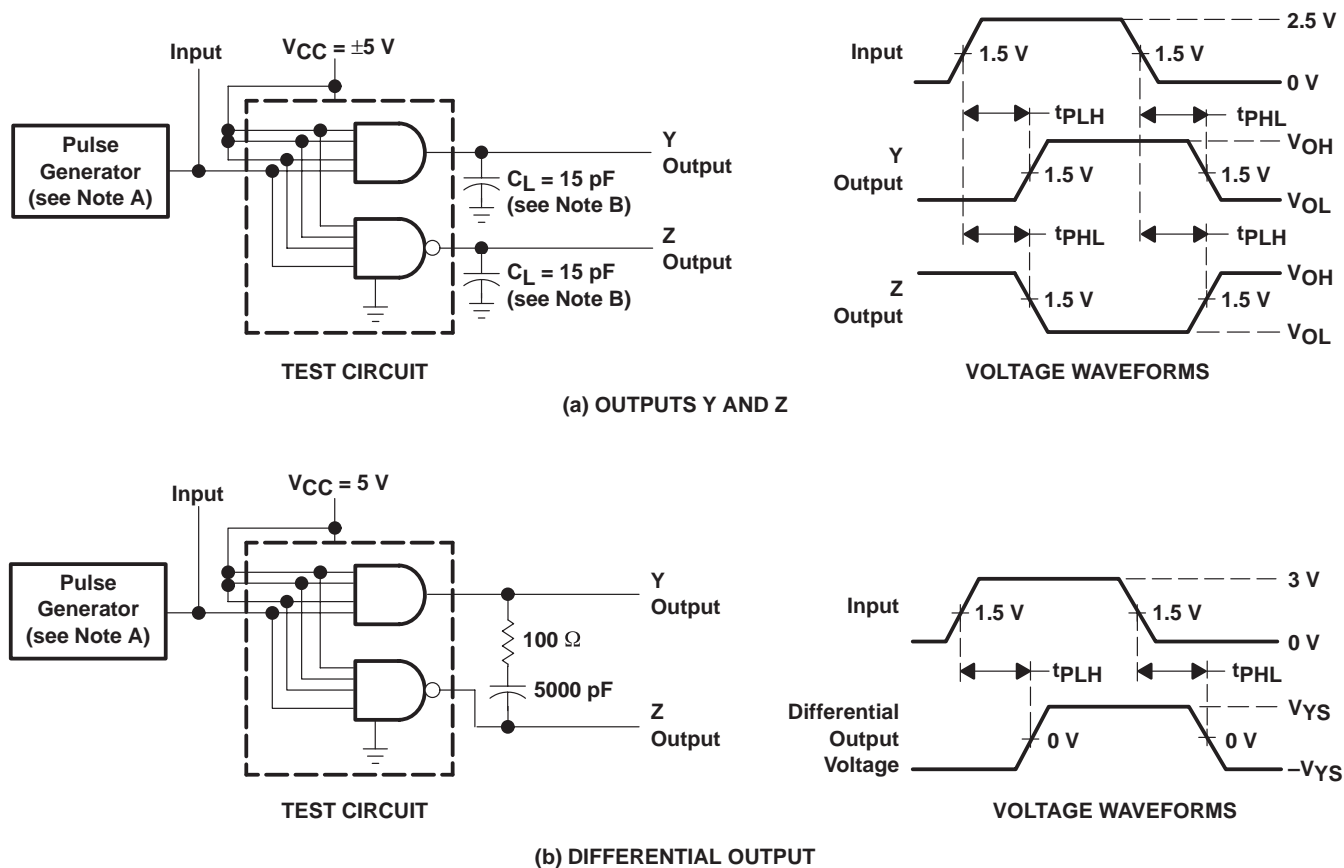 Input
VCC = ±5 V
Pulse
Generator
(see Note A)
Y
Output
CL = 15 pF
(see Note B)
Z
Output
CL = 15 pF
(see Note B)
TEST CIRCUIT
Input
2.5 V
1.5 V
1.5 V
0 V
tPLH
tPHL
Y
Output
VOH
1.5 V
1.5 V
VOL
tPHL
tPLH
Z
Output
VOH
1.5 V
1.5 V
VOL
VOLTAGE WAVEFORMS
(a) OUTPUTS Y AND Z
Input
VCC = 5 V
Pulse
Generator
(see Note A)
Y
Output
100 Ω
5000 pF
Z
Output
TEST CIRCUIT
Input
3 V
1.5 V
1.5 V
0 V
tPLH
tPHL
Differential
Output
Voltage
VYS
0 V
0 V
–VYS
VOLTAGE WAVEFORMS
(b) DIFFERENTIAL OUTPUT